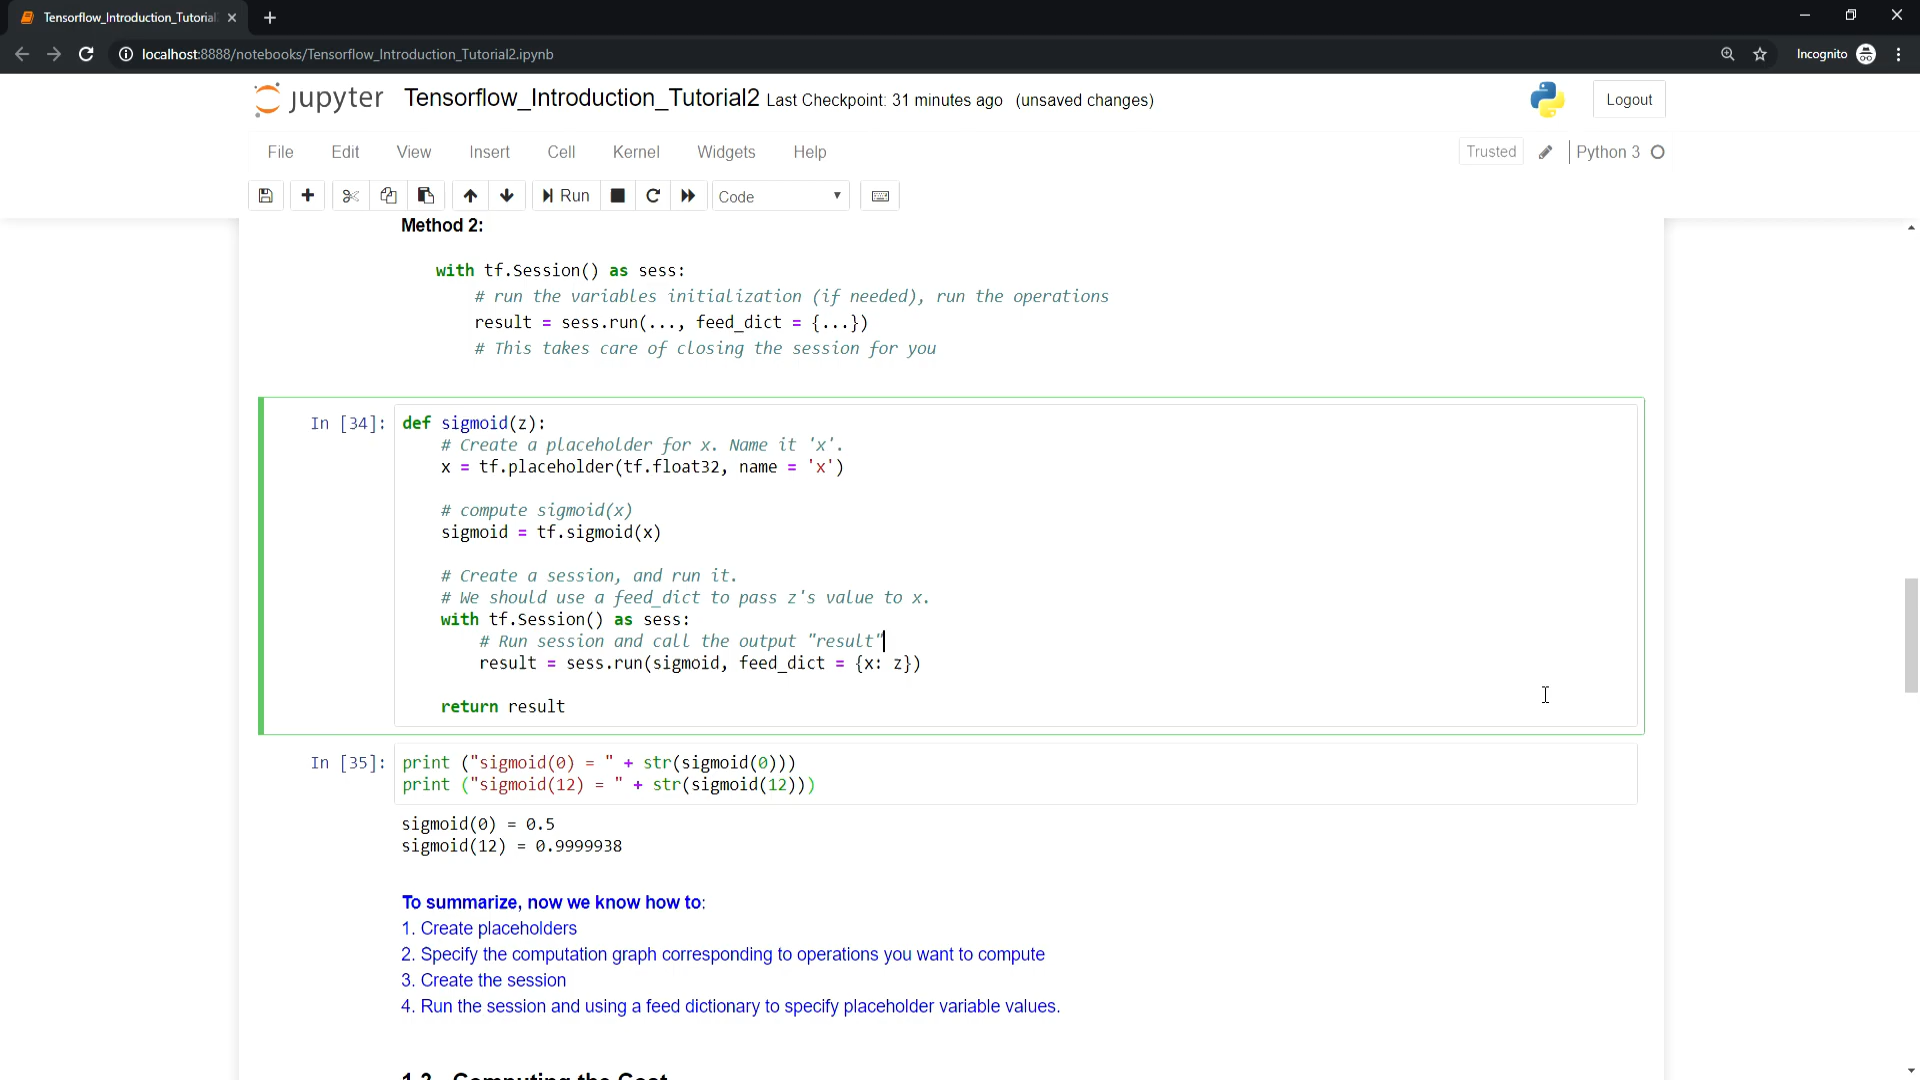 Tensorflow_Introduction_Tutorial
localhost:8888/notebooks/Tensorflow_Introduction_Tutorial2.ipynb
Incognito
jupyter Tensorflow_Introduction_Tutorial2 Last Checkpoint: 31 minutes ago (unsaved changes)
Logout
File Edit View Insert Cell Kernel Widgets Help
Trusted Python 3
Run Code
Method 2:
with tf.Session() as sess:
# run the variables initialization (if needed), run the operations
result = sess.run(..., feed_dict = {...})
# This takes care of closing the session for you
In [34]: def sigmoid(z):
# Create a placeholder for x. Name it 'x'.
x = tf.placeholder(tf.float32, name = 'x')
# compute sigmoid(x)
sigmoid = tf.sigmoid(x)
# Create a session, and run it.
# We should use a feed_dict to pass z's value to x.
with tf.Session() as sess:
# Run session and call the output "result"
result = sess.run(sigmoid, feed_dict = {x: z})
return result
In [35]: print ("sigmoid(0) = " + str(sigmoid(0)))
print ("sigmoid(12) = " + str(sigmoid(12)))
sigmoid(0) = 0.5
sigmoid(12) = 0.9999938
To summarize, now we know how to:
1. Create placeholders
2. Specify the computation graph corresponding to operations you want to compute
3. Create the session
4. Run the session and using a feed dictionary to specify placeholder variable values.
Computing the Cost